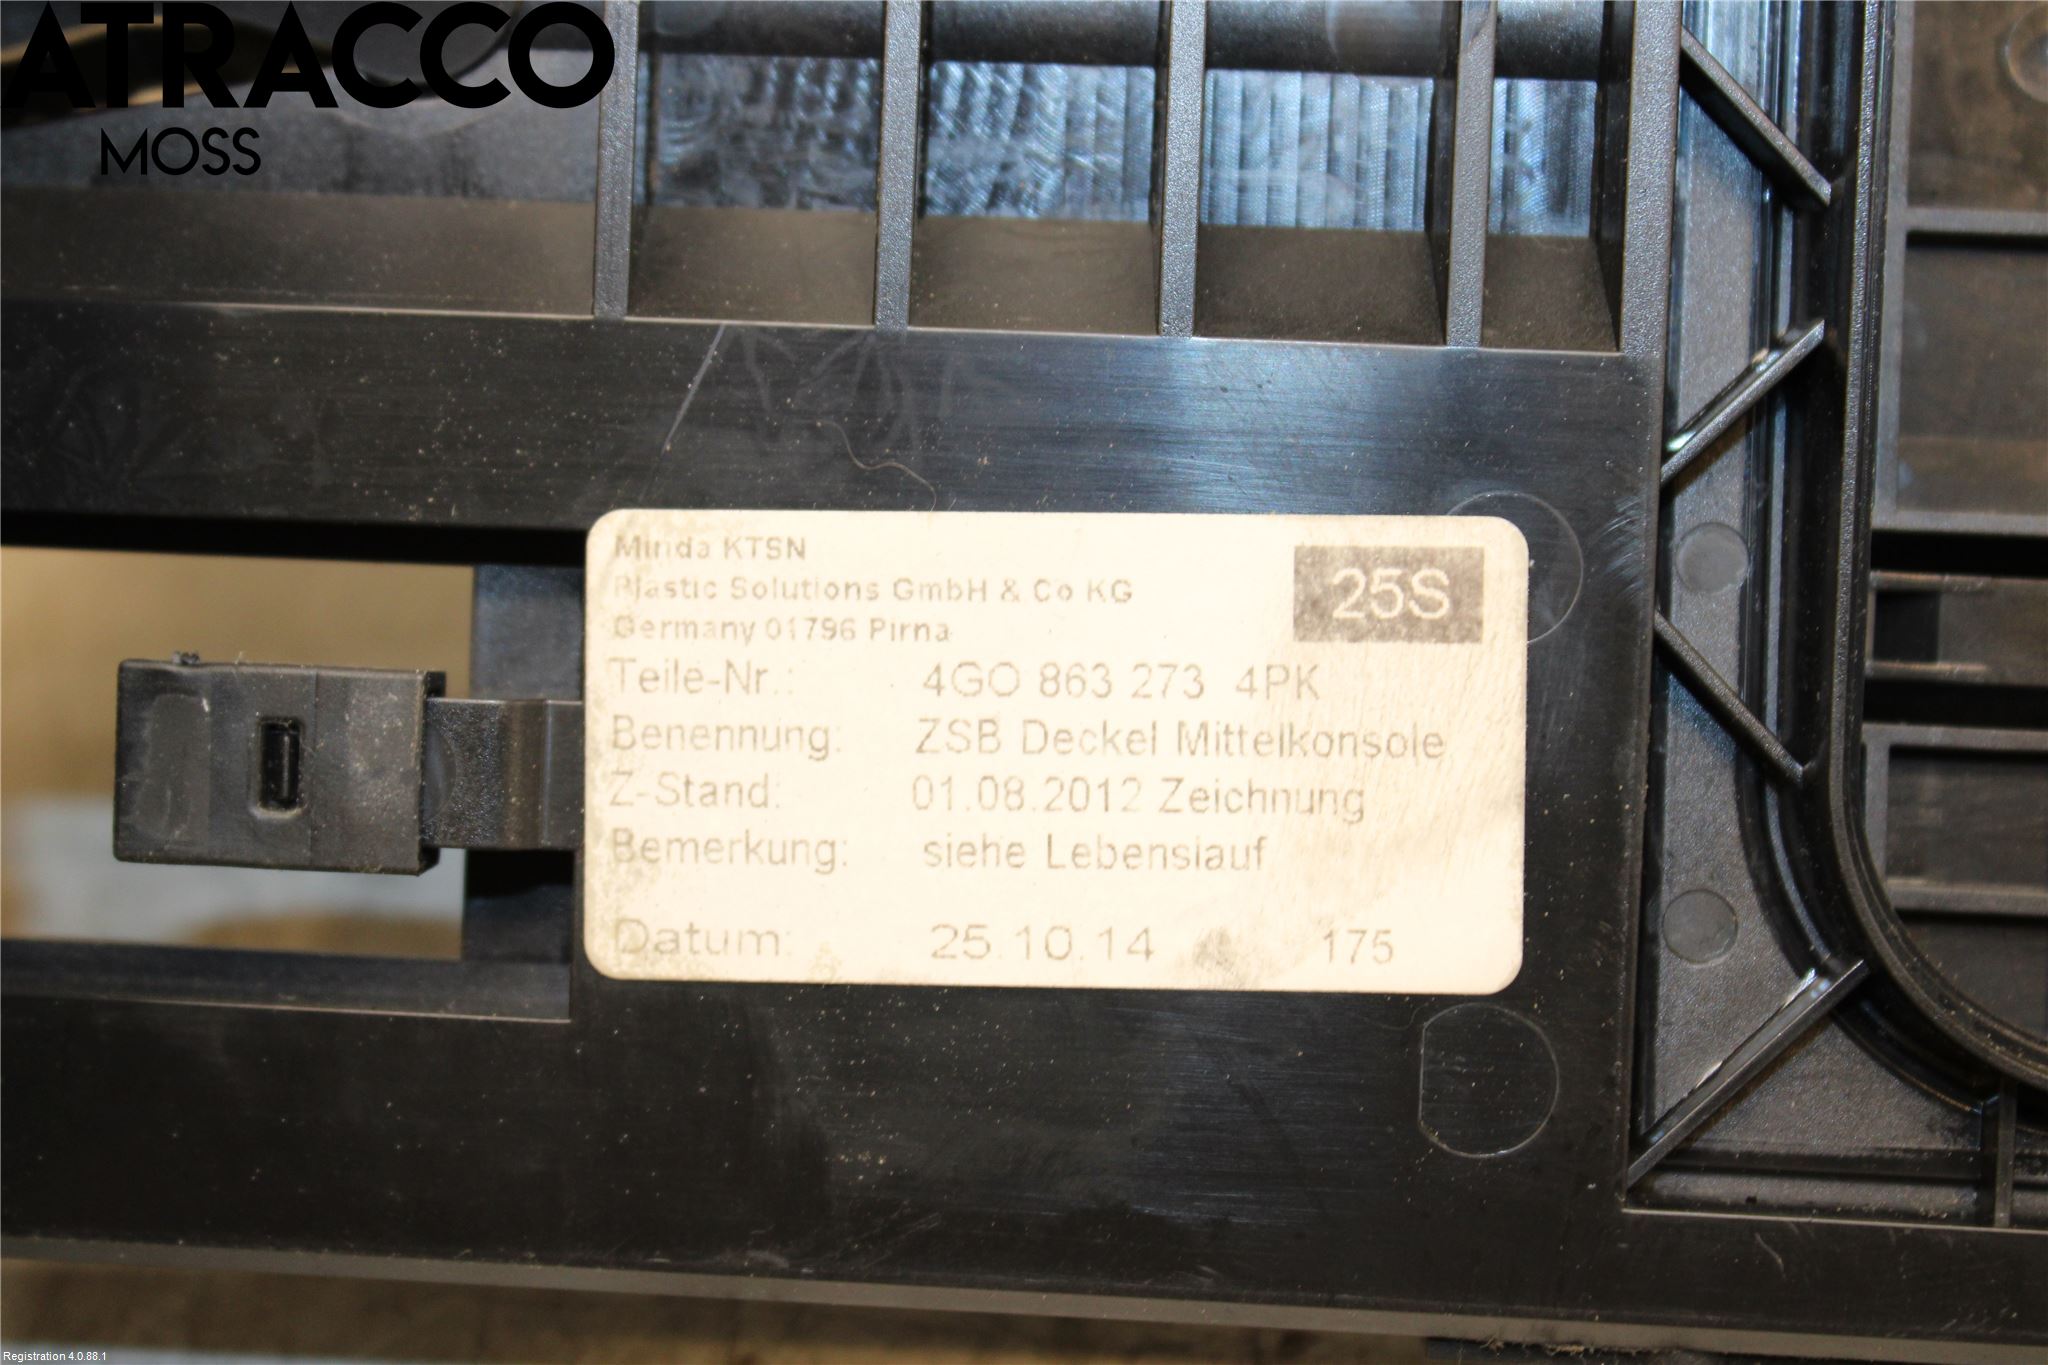 ATRACCO
MOSS
Minda KTSN
Plastic Solutions GmbH & Co KG
Germany 01796 Pirna
25S
Teile-Nr.: 4GO 863 273 4PK
Benennung: ZSB Deckel Mittelkonsole
Z-Stand: 01.08.2012 Zeichnung
Bemerkung: siehe Lebenslauf
Datum: 25.10.14 175
Registration 4.0.88.1